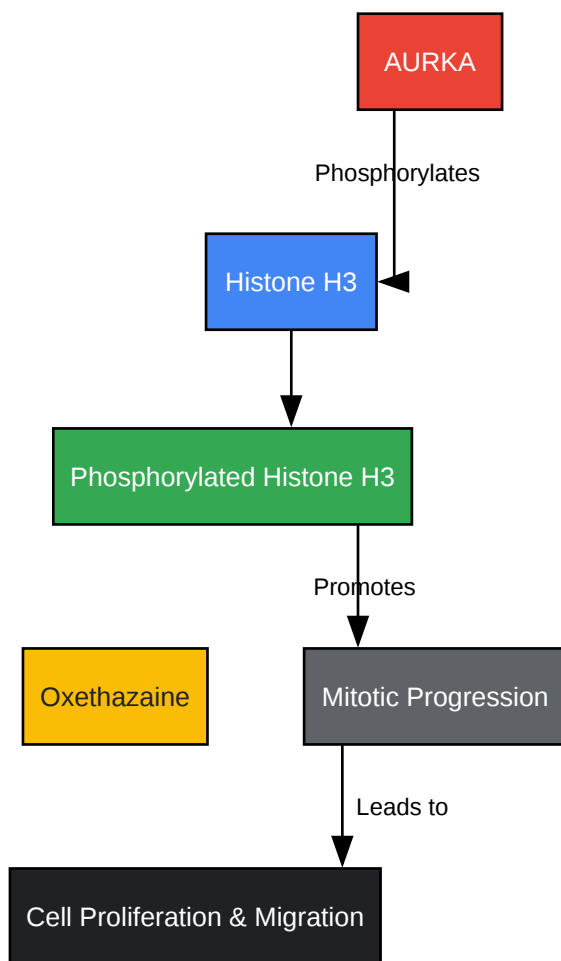 AURKA
Phosphorylates
Histone H3
Phosphorylated Histone H3
Promotes
Oxethazaine
Mitotic Progression
Leads to
Cell Proliferation & Migration